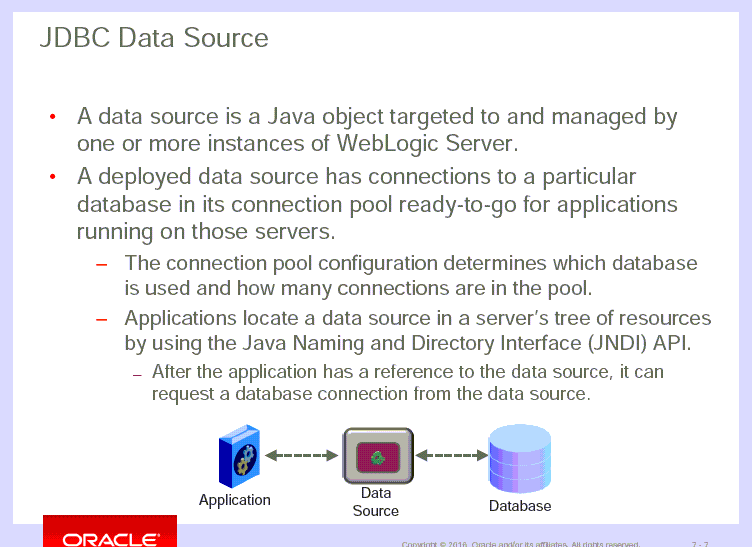 JDBC Data Source
• A data source is a Java object targeted to and managed by
one or more instances of WebLogic Server.
• A deployed data source has connections to a particular
database in its connection pool ready-to-go for applications
running on those servers.
– The connection pool configuration determines which database
is used and how many connections are in the pool.
– Applications locate a data source in a server's tree of resources
by using the Java Naming and Directory Interface (JNDI) API.
– After the application has a reference to the data source, it can
request a database connection from the data source.
Application
Data
Source
Database
ORACLE
Copyright © 2016, Oracle and/or its affiliates. All rights reserved.
7 - 7